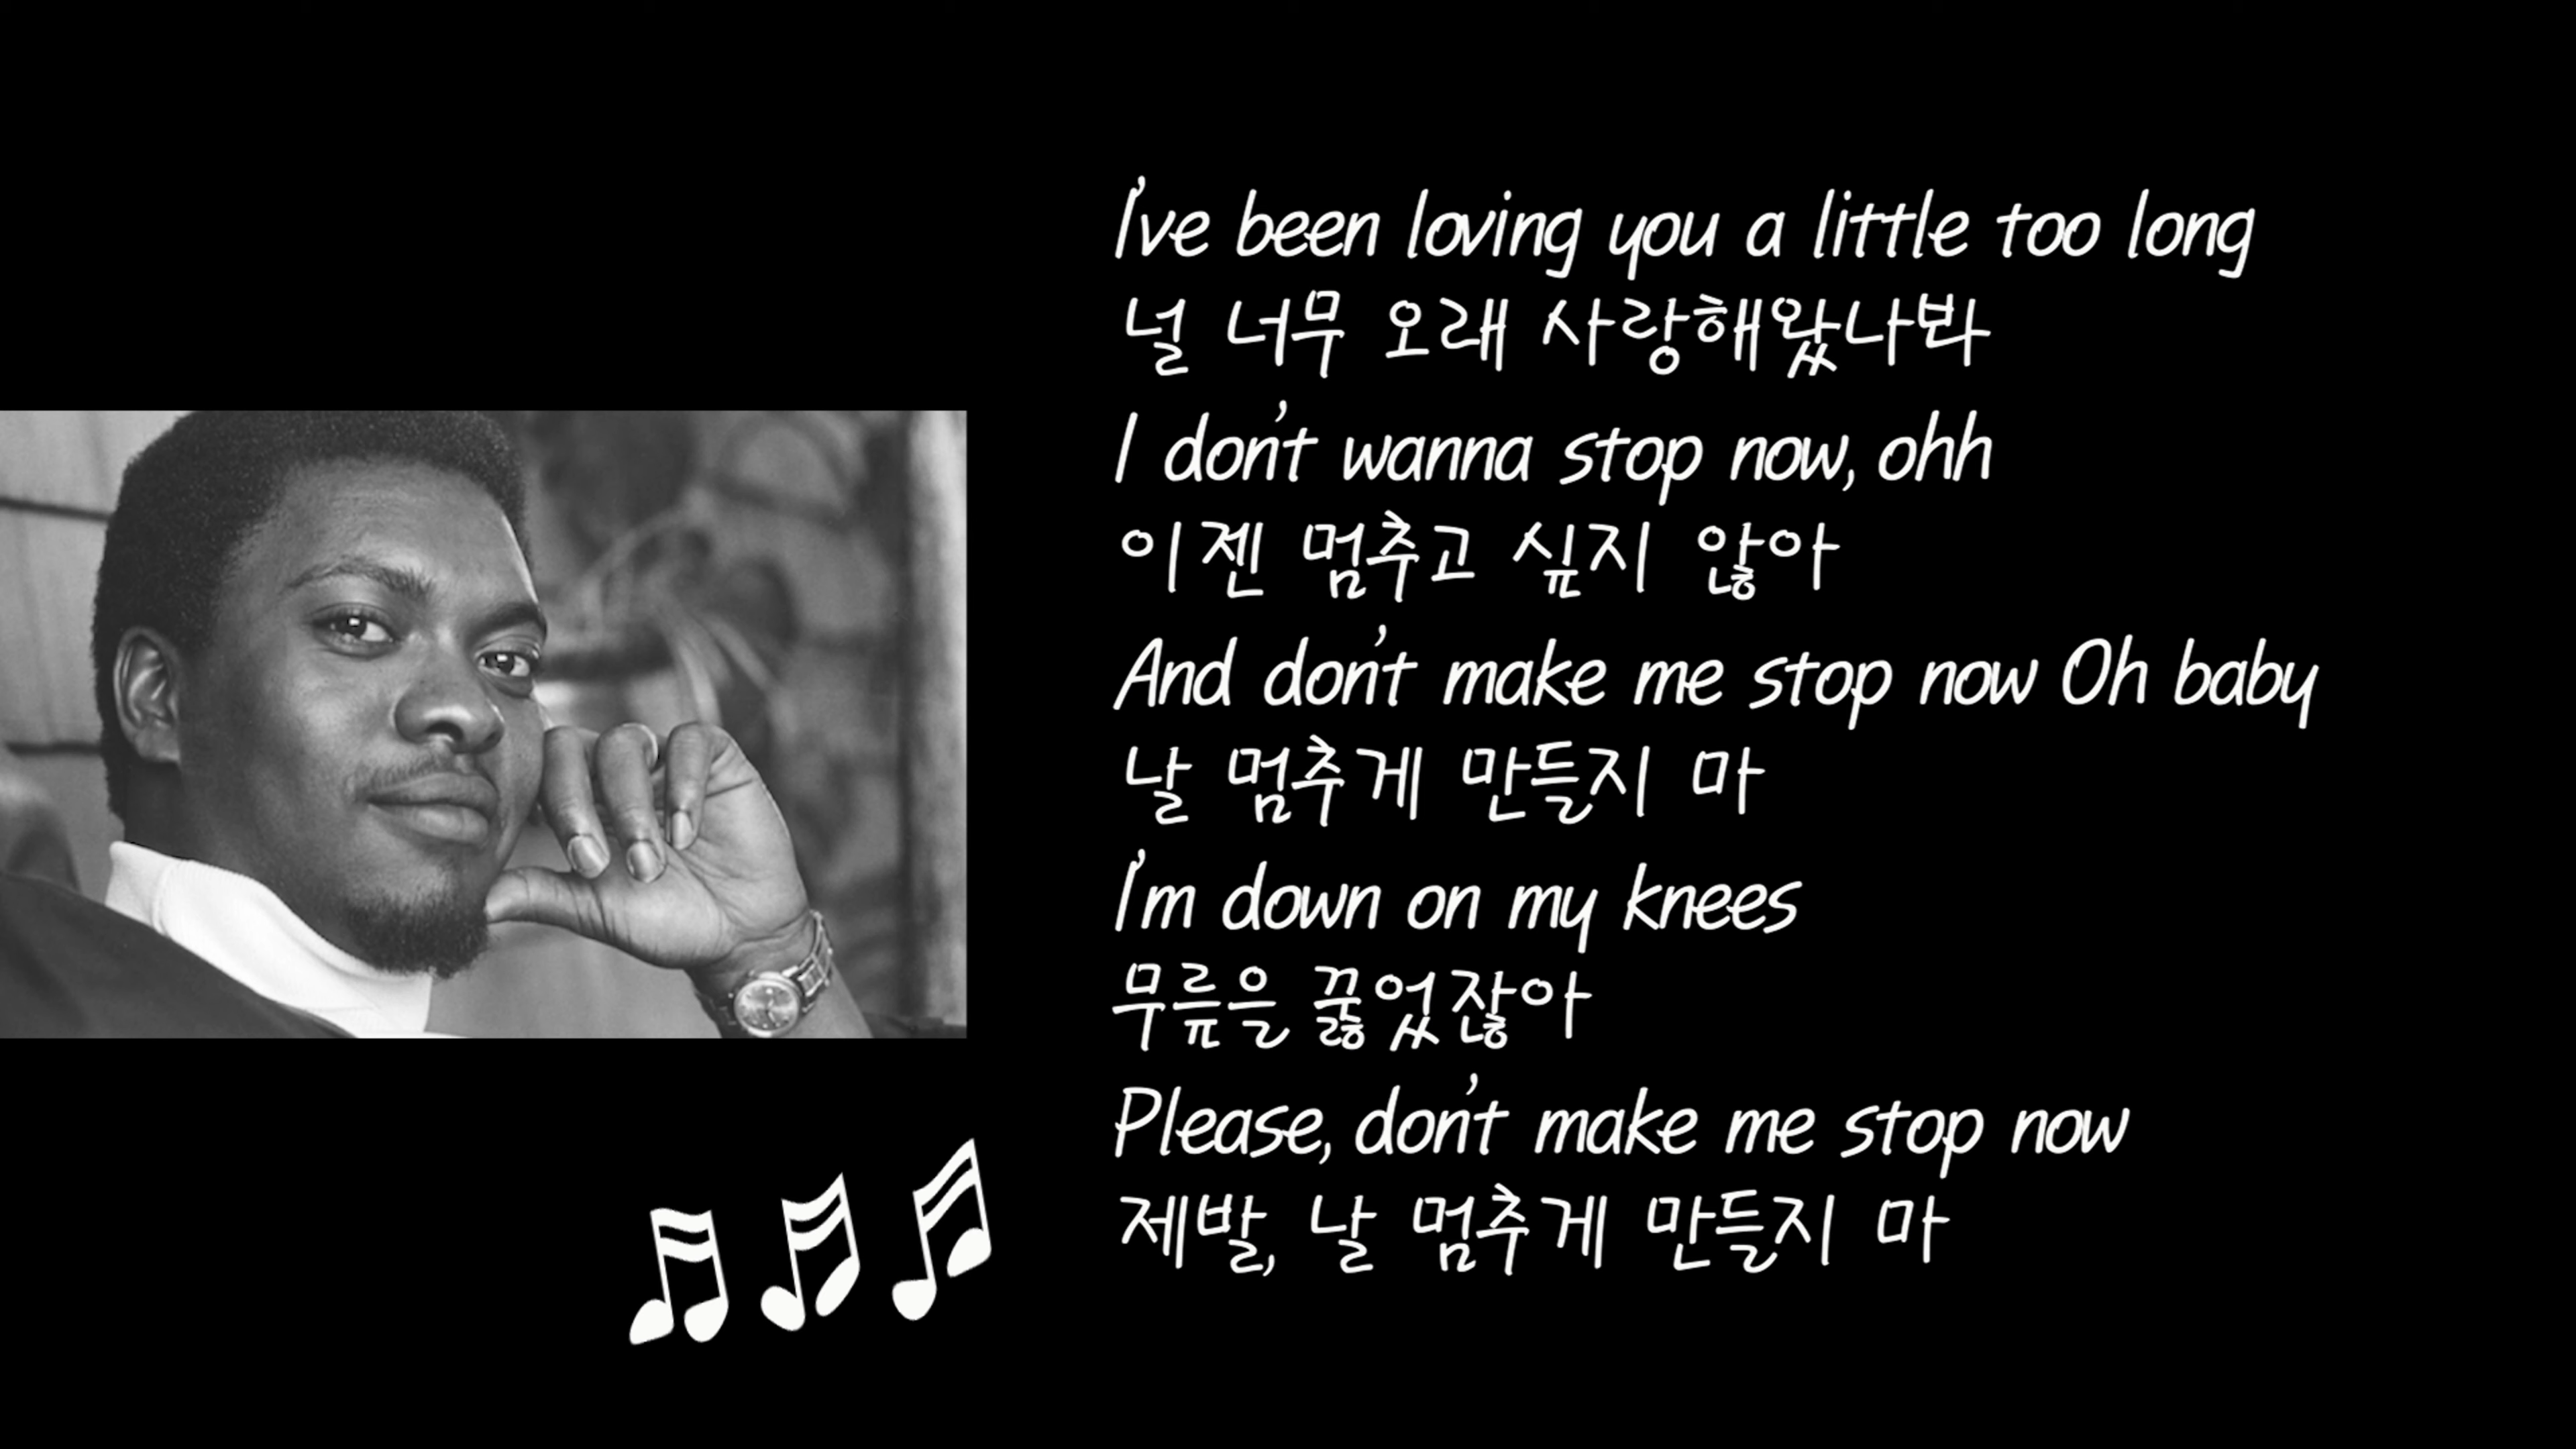 I've been loving you a little too long
널 너무 오래 사랑해왔나봐
I don't wanna stop now, ohh
이젠 멈추고 싶지 않아
And don't make me stop now Oh baby
날 멈추게 만들지 마
I'm down on my knees
무릎을 꿇었잖아
Please, don't make me stop now
제발, 날 멈추게 만들지 마